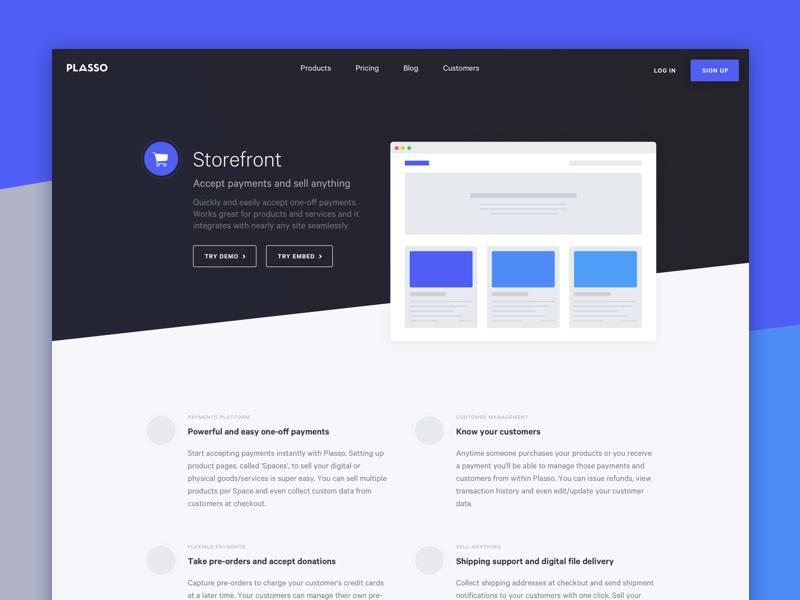 PLASSO
Products
Pricing
Blog
Customers
LOG IN
SIGN UP
Storefront
Accept payments and sell anything
Quickly and easily accept one-off payments.
Works great for products and services and it
integrates with nearly any site seamlessly.
TRY DEMO
TRY EMBED
PAYMENTS PLATFORM
Powerful and easy one-off payments
Start accepting payments instantly with Plasso. Setting up
product pages, called 'Spaces', to sell your digital or
physical goods/services is super easy. You can sell multiple
products per Space and even collect custom data from
customers at checkout.
CUSTOMER MANAGEMENT
Know your customers
Anytime someone purchases your products or you receive
a payment you'll be able to manage those payments and
customers from within Plasso. You can issue refunds, view
transaction history and even edit/update your customer
data.
FLEXIBLE PAYMENTS
Take pre-orders and accept donations
Capture pre-orders to charge your customer's credit cards
at a later time. Your customers can manage their own pre-
SELL ANYTHING
Shipping support and digital file delivery
Collect shipping addresses at checkout and send shipment
notifications to your customers with one click. Sell your